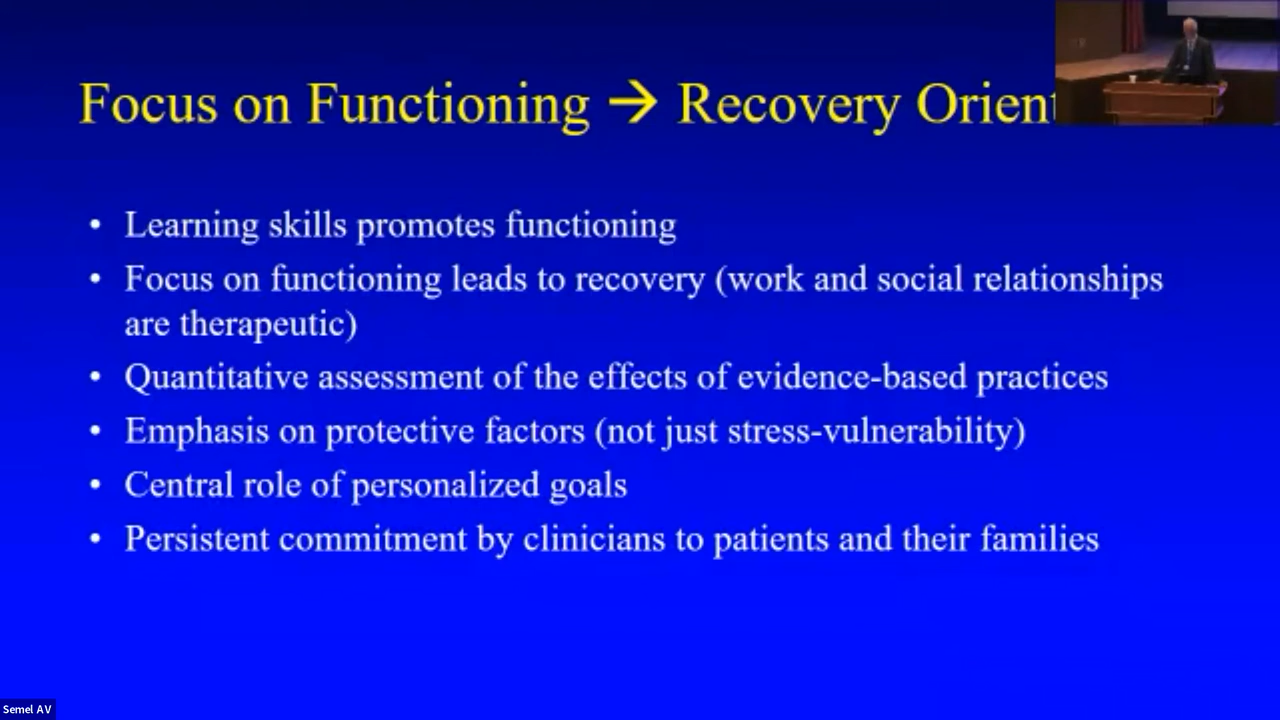 Focus on Functioning → Recovery Orient
• Learning skills promotes functioning
• Focus on functioning leads to recovery (work and social relationships
are therapeutic)
• Quantitative assessment of the effects of evidence-based practices
• Emphasis on protective factors (not just stress-vulnerability)
• Central role of personalized goals
• Persistent commitment by clinicians to patients and their families
Semel AV